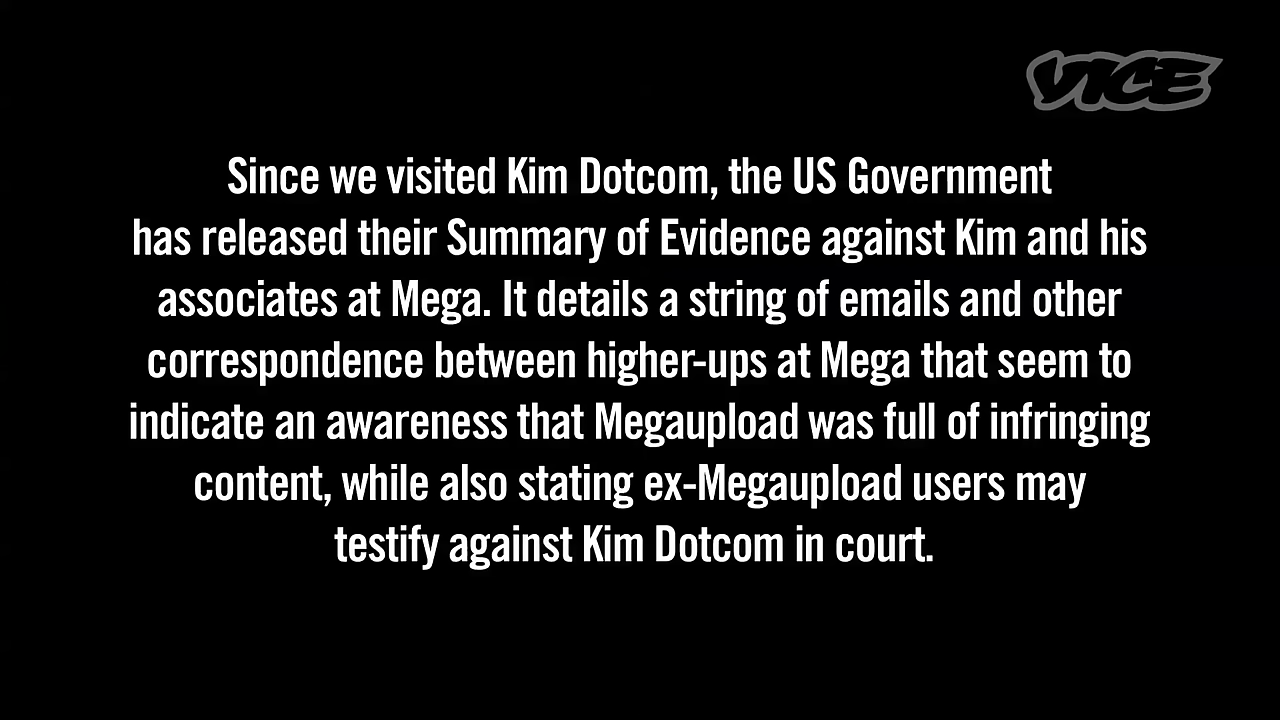 VICE
Since we visited Kim Dotcom, the US Government
has released their Summary of Evidence against Kim and his
associates at Mega. It details a string of emails and other
correspondence between higher-ups at Mega that seem to
indicate an awareness that Megaupload was full of infringing
content, while also stating ex-Megaupload users may
testify against Kim Dotcom in court.